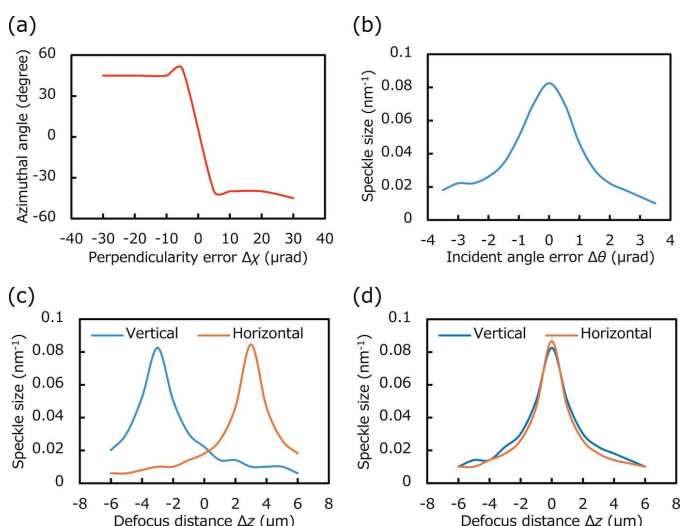 (a)
60
30
0
-30
-60
-40 -30 -20 -10 0 10 20 30 40
Azimuthal angle (degree)
Perpendicularity error Δχ (μrad)
(b)
0.1
0.08
0.06
0.04
0.02
0
-4 -3 -2 -1 0 1 2 3 4
Speckle size (nm⁻¹)
Incident angle error Δθ (μrad)
(c)
Vertical Horizontal
0.1
0.08
0.06
0.04
0.02
0
-8 -6 -4 -2 0 2 4 6 8
Speckle size (nm⁻¹)
Defocus distance Δz (μm)
(d)
Vertical Horizontal
0.1
0.08
0.06
0.04
0.02
0
-8 -6 -4 -2 0 2 4 6 8
Speckle size (nm⁻¹)
Defocus distance Δz (μm)